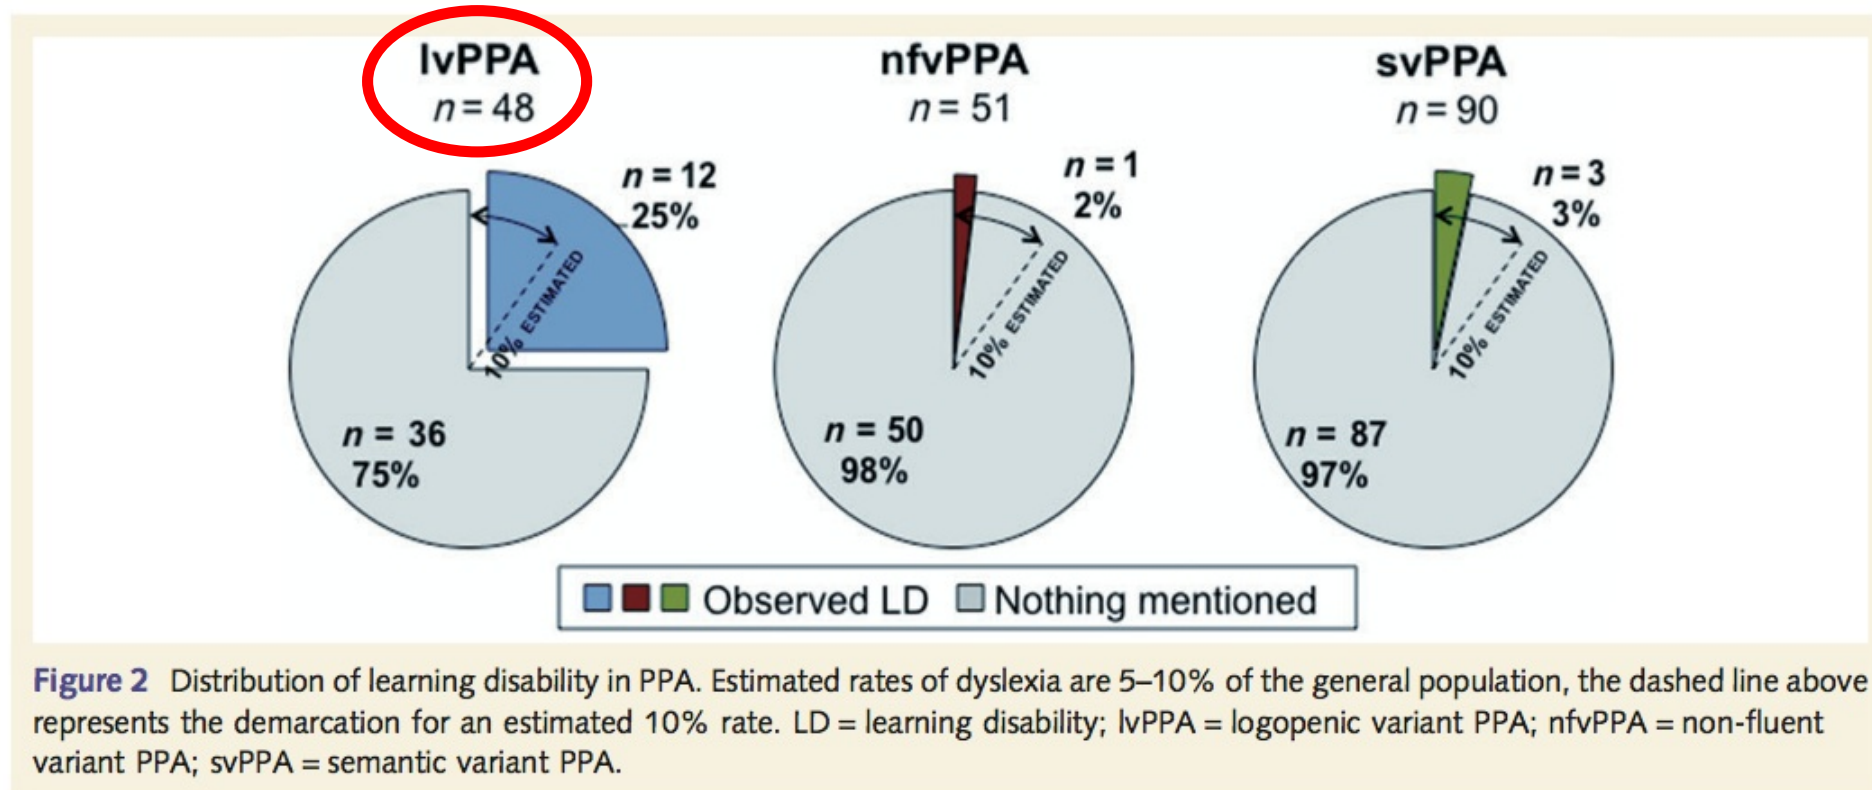 lvPPA
n = 48
n = 12
25%
10% ESTIMATED
n = 36
75%
nfvPPA
n = 51
n = 1
2%
10% ESTIMATED
n = 50
98%
svPPA
n = 90
n = 3
3%
10% ESTIMATED
n = 87
97%
Observed LD Nothing mentioned
Figure 2 Distribution of learning disability in PPA. Estimated rates of dyslexia are 5–10% of the general population, the dashed line above
represents the demarcation for an estimated 10% rate. LD = learning disability; lvPPA = logopenic variant PPA; nfvPPA = non-fluent
variant PPA; svPPA = semantic variant PPA.